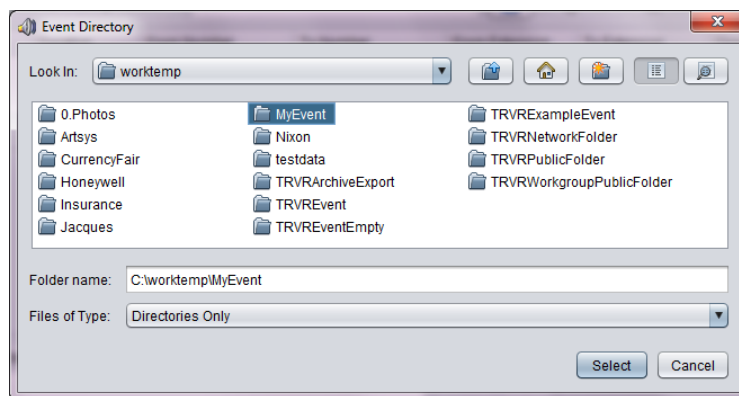 Event Directory
Look In: worktemp
0.Photos MyEvent TRVRExampleEvent
Artsys Nixon TRVRNetworkFolder
CurrencyFair testdata TRVRPublicFolder
Honeywell TRVRArchiveExport TRVRWorkgroupPublicFolder
Insurance TRVREvent
Jacques TRVREventEmpty
Folder name: C:\worktemp\MyEvent
Files of Type: Directories Only
Select Cancel